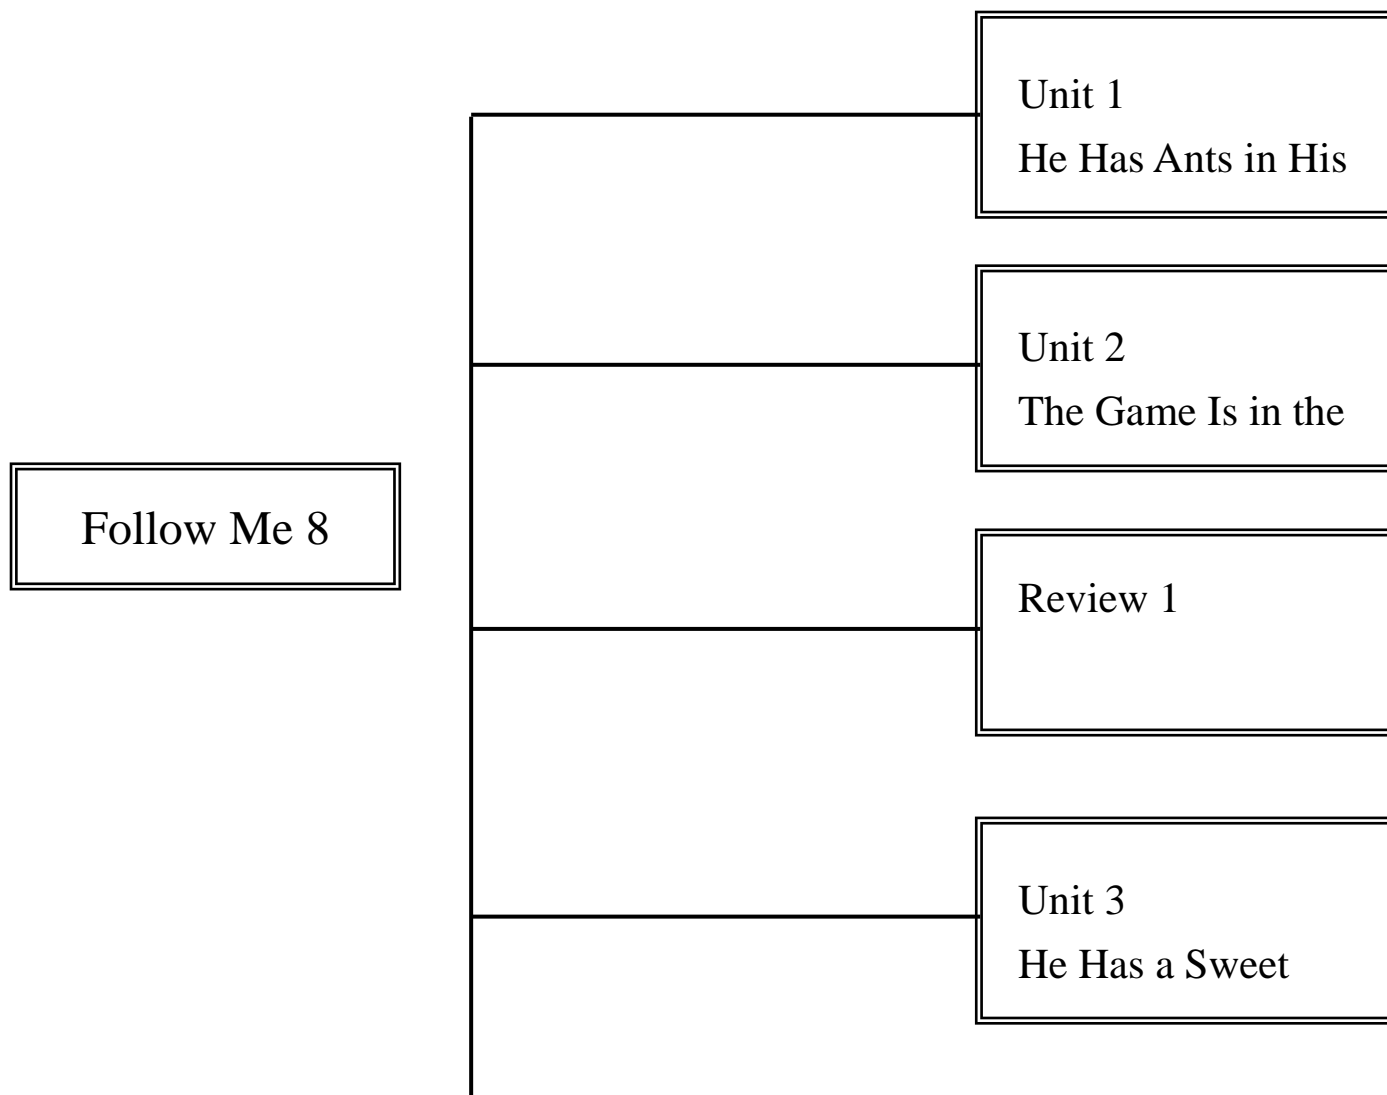 Follow Me 8
Unit 1
He Has Ants in His
Unit 2
The Game Is in the
Review 1
Unit 3
He Has a Sweet